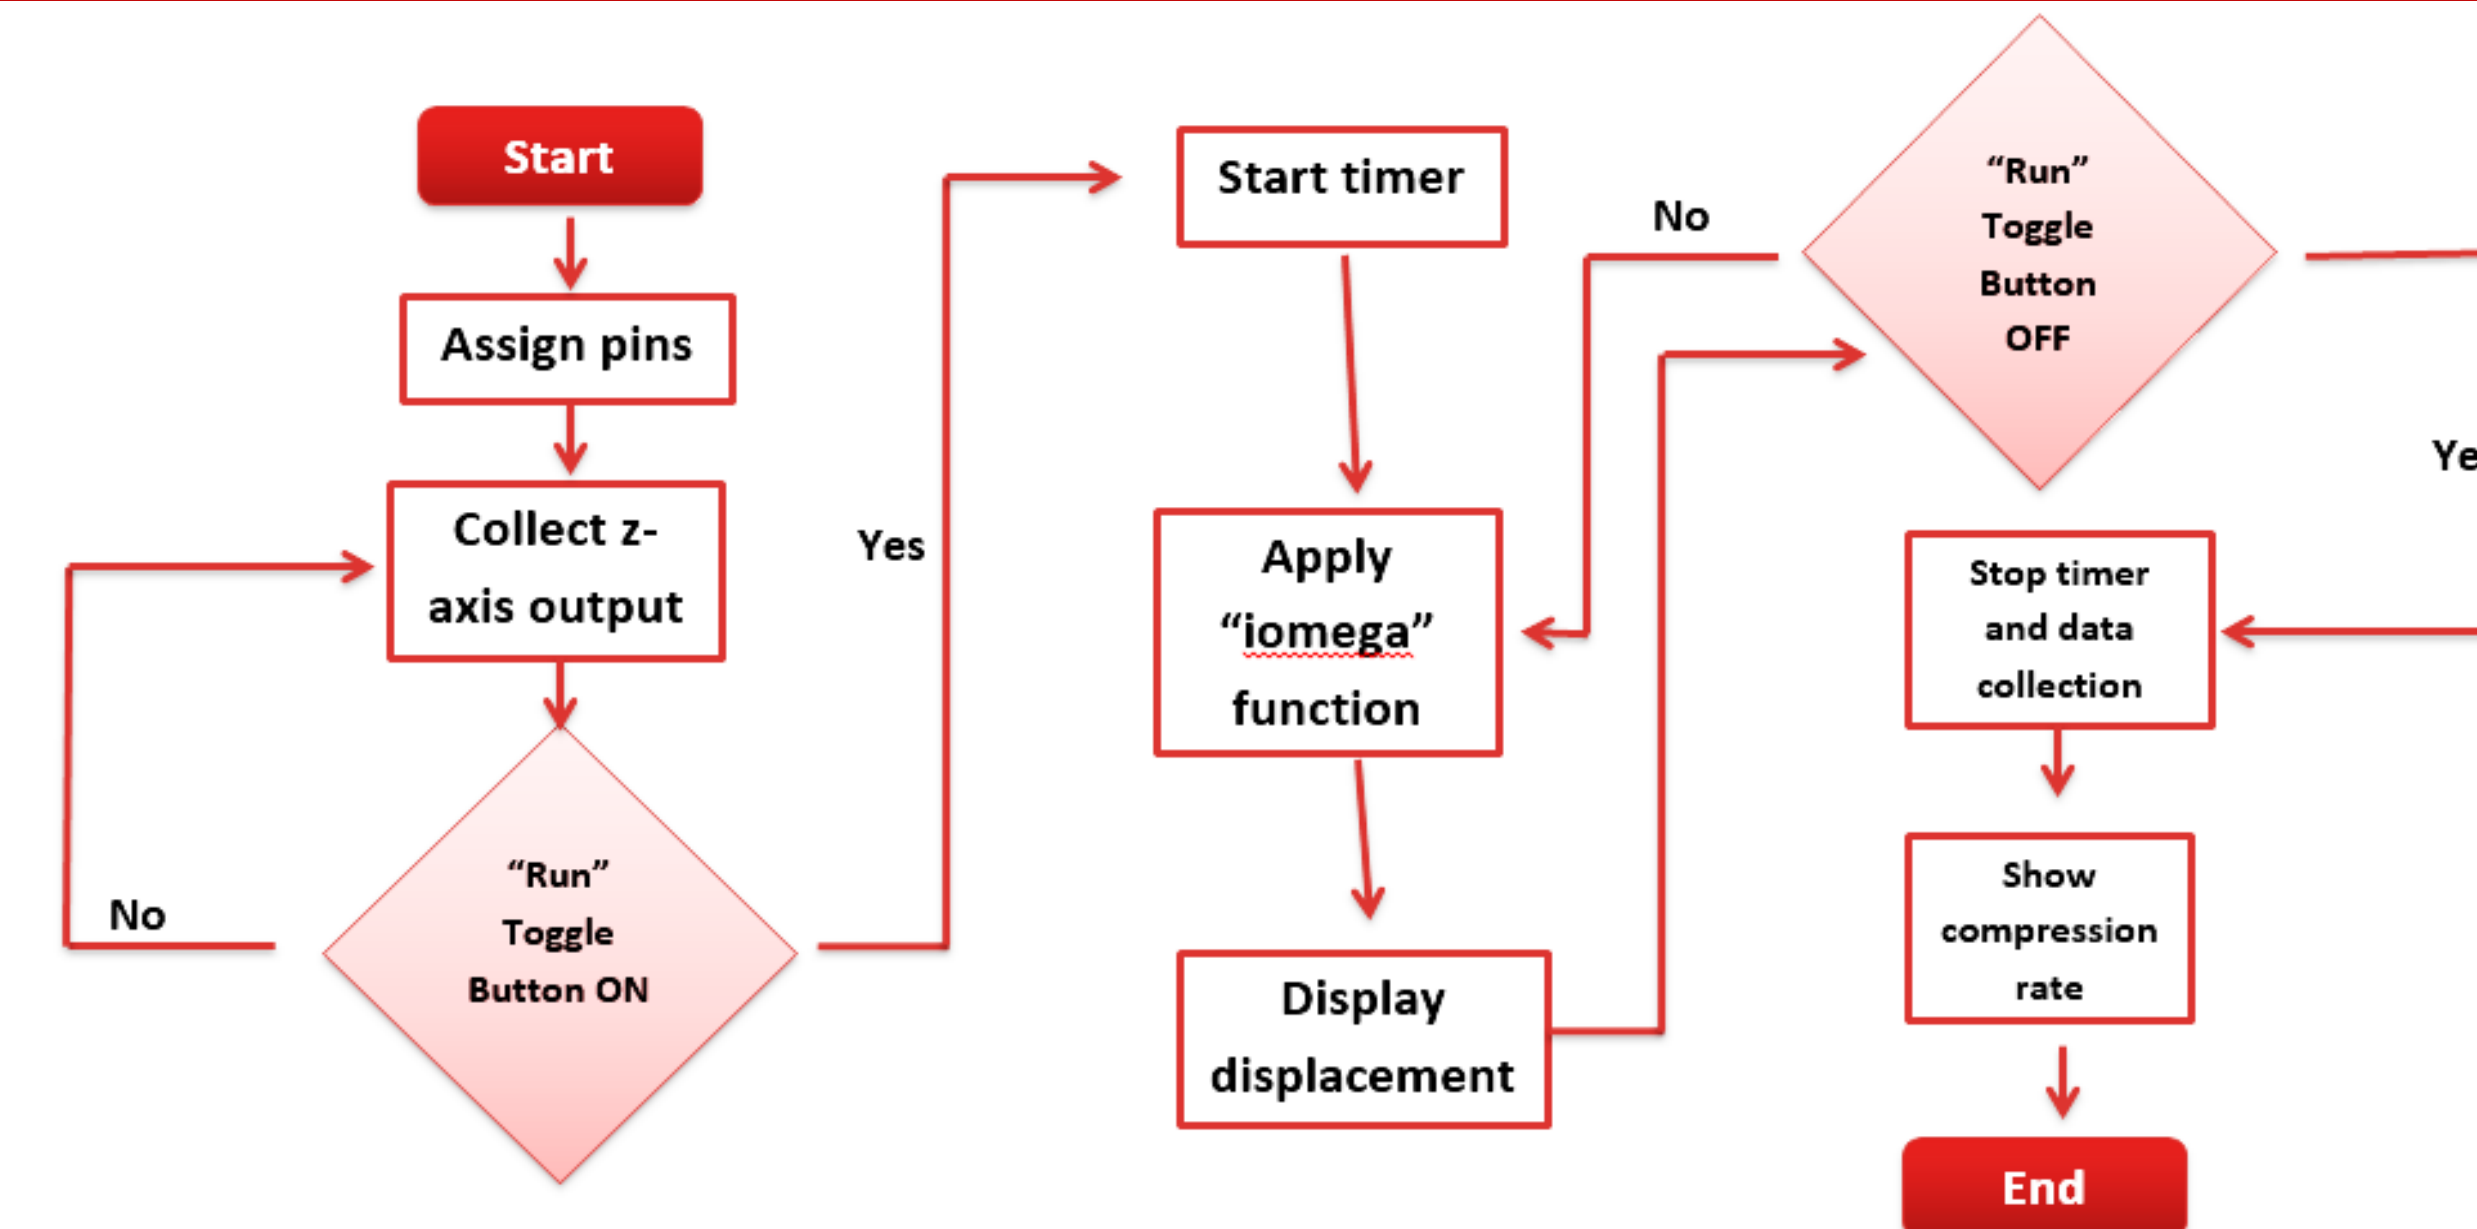 Start
Assign pins
Collect z-
axis output
“Run”
Toggle
Button ON
No
Yes
Start timer
Apply
“iomega”
function
Display
displacement
No
“Run”
Toggle
Button
OFF
Ye
Stop timer
and data
collection
Show
compression
rate
End